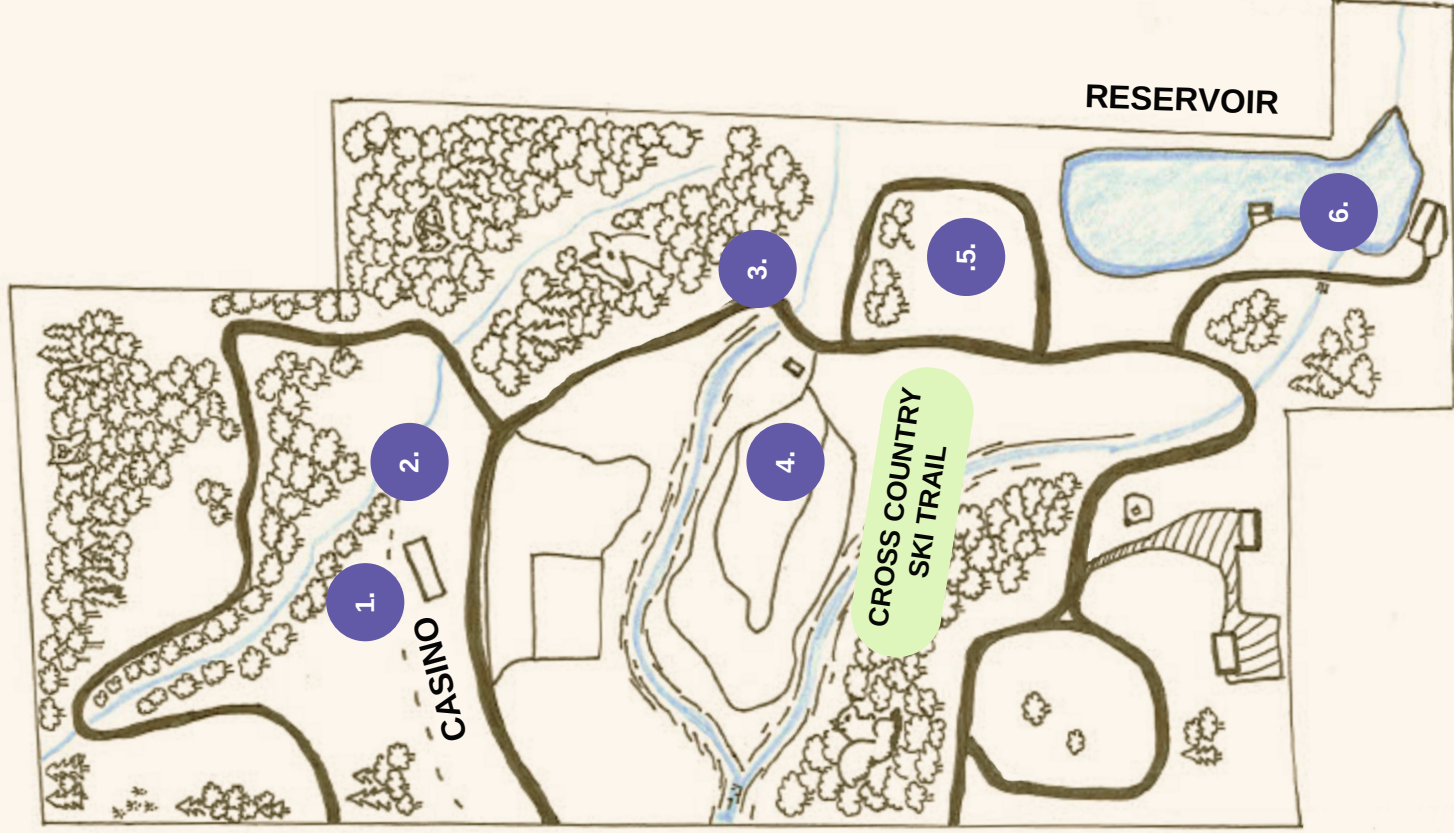 RESERVOIR
6.
5.
3.
CROSS COUNTRY
SKI TRAIL
4.
2.
1.
CASINO